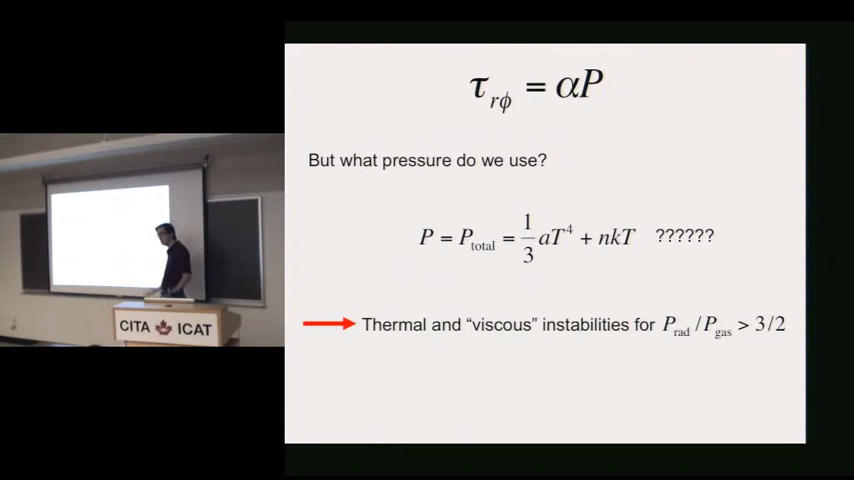 τ_rϕ = αP
But what pressure do we use?
P = P_total = 1/3 aT^4 + nkT ??????
Thermal and “viscous” instabilities for P_rad / P_gas > 3/2
CITA ICAT